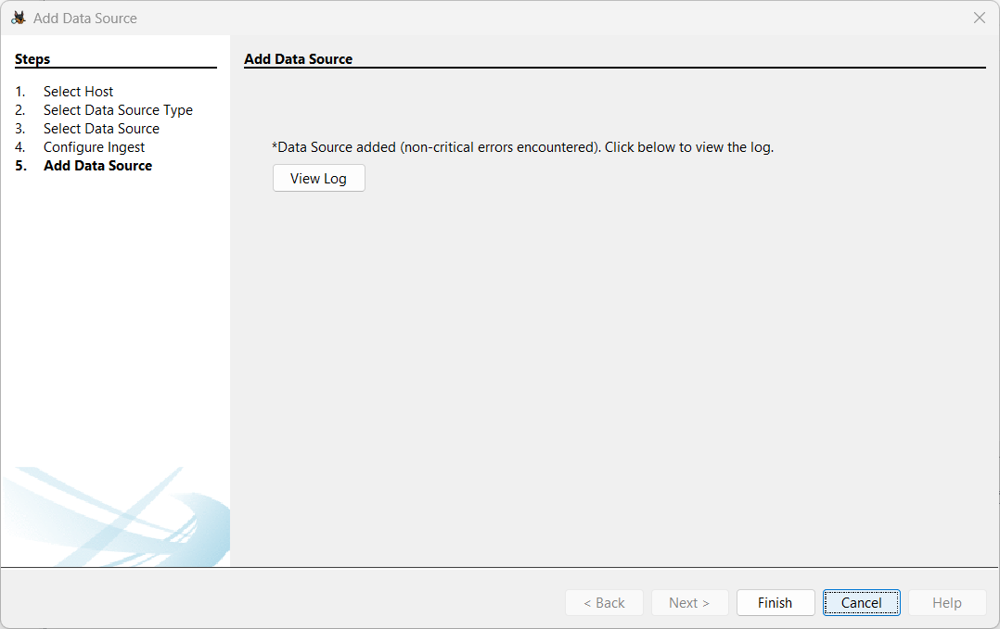 Add Data Source
Steps
1. Select Host
2. Select Data Source Type
3. Select Data Source
4. Configure Ingest
5. Add Data Source
Add Data Source
*Data Source added (non-critical errors encountered). Click below to view the log.
View Log
< Back Next > Finish Cancel Help